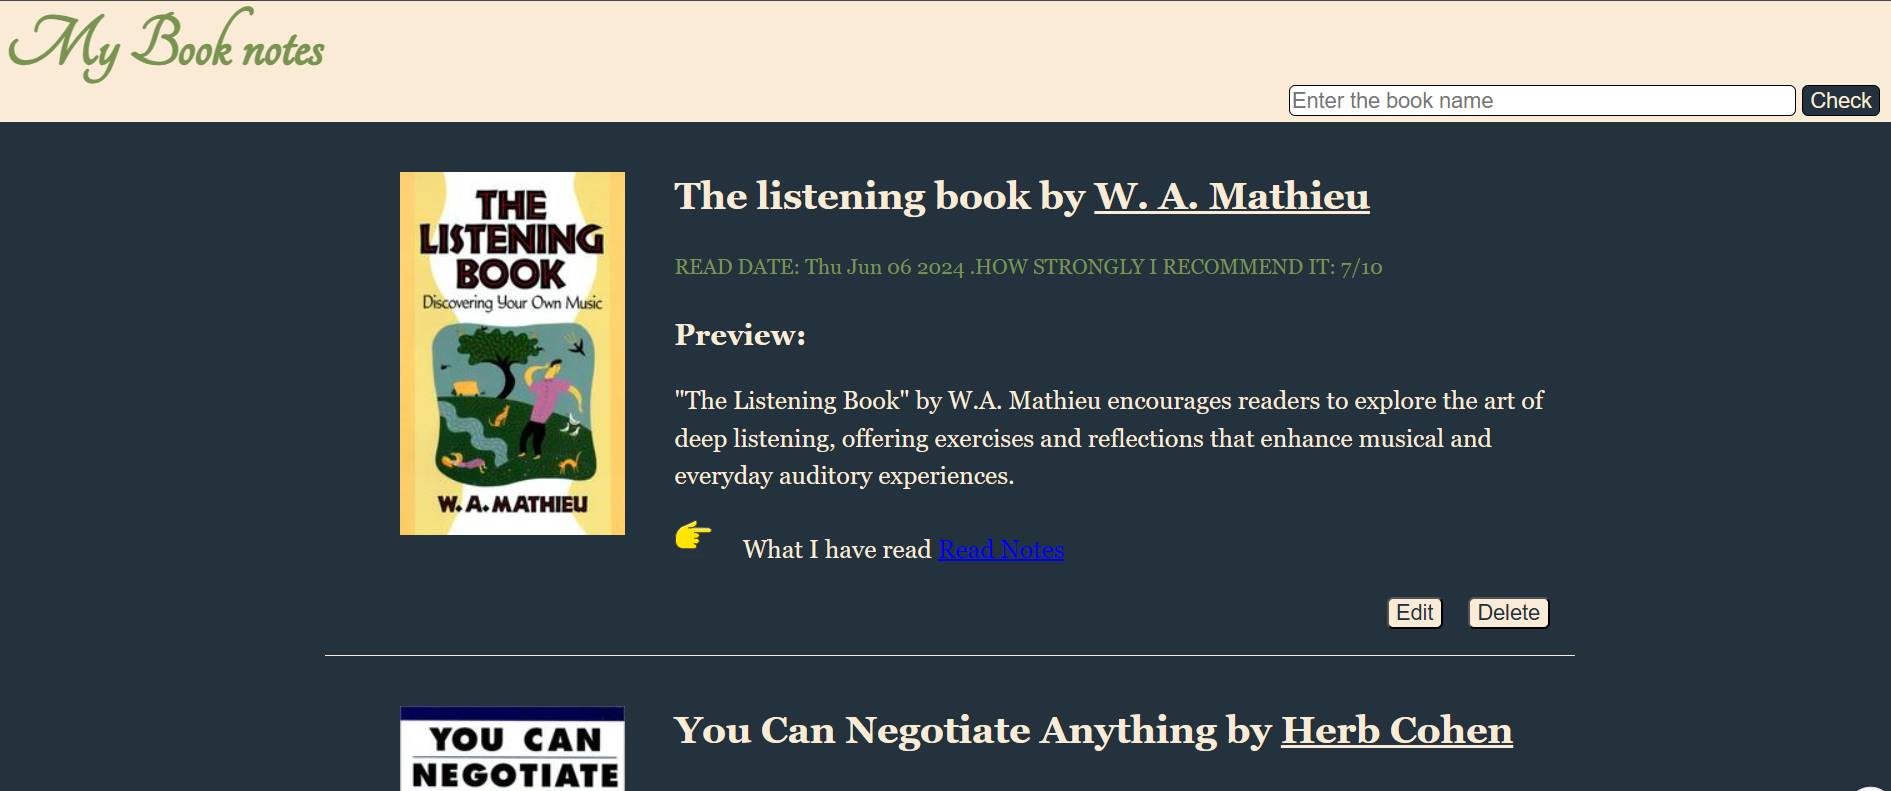 My Book notes
Enter the book name
Check
THE
LISTENING
BOOK
Discovering Your Own Music
W. A. MATHIEU
The listening book by W. A. Mathieu
READ DATE: Thu Jun 06 2024 .HOW STRONGLY I RECOMMEND IT: 7/10
Preview:
"The Listening Book" by W.A. Mathieu encourages readers to explore the art of
deep listening, offering exercises and reflections that enhance musical and
everyday auditory experiences.
What I have read Read Notes
Edit
Delete
YOU CAN
NEGOTIATE
You Can Negotiate Anything by Herb Cohen